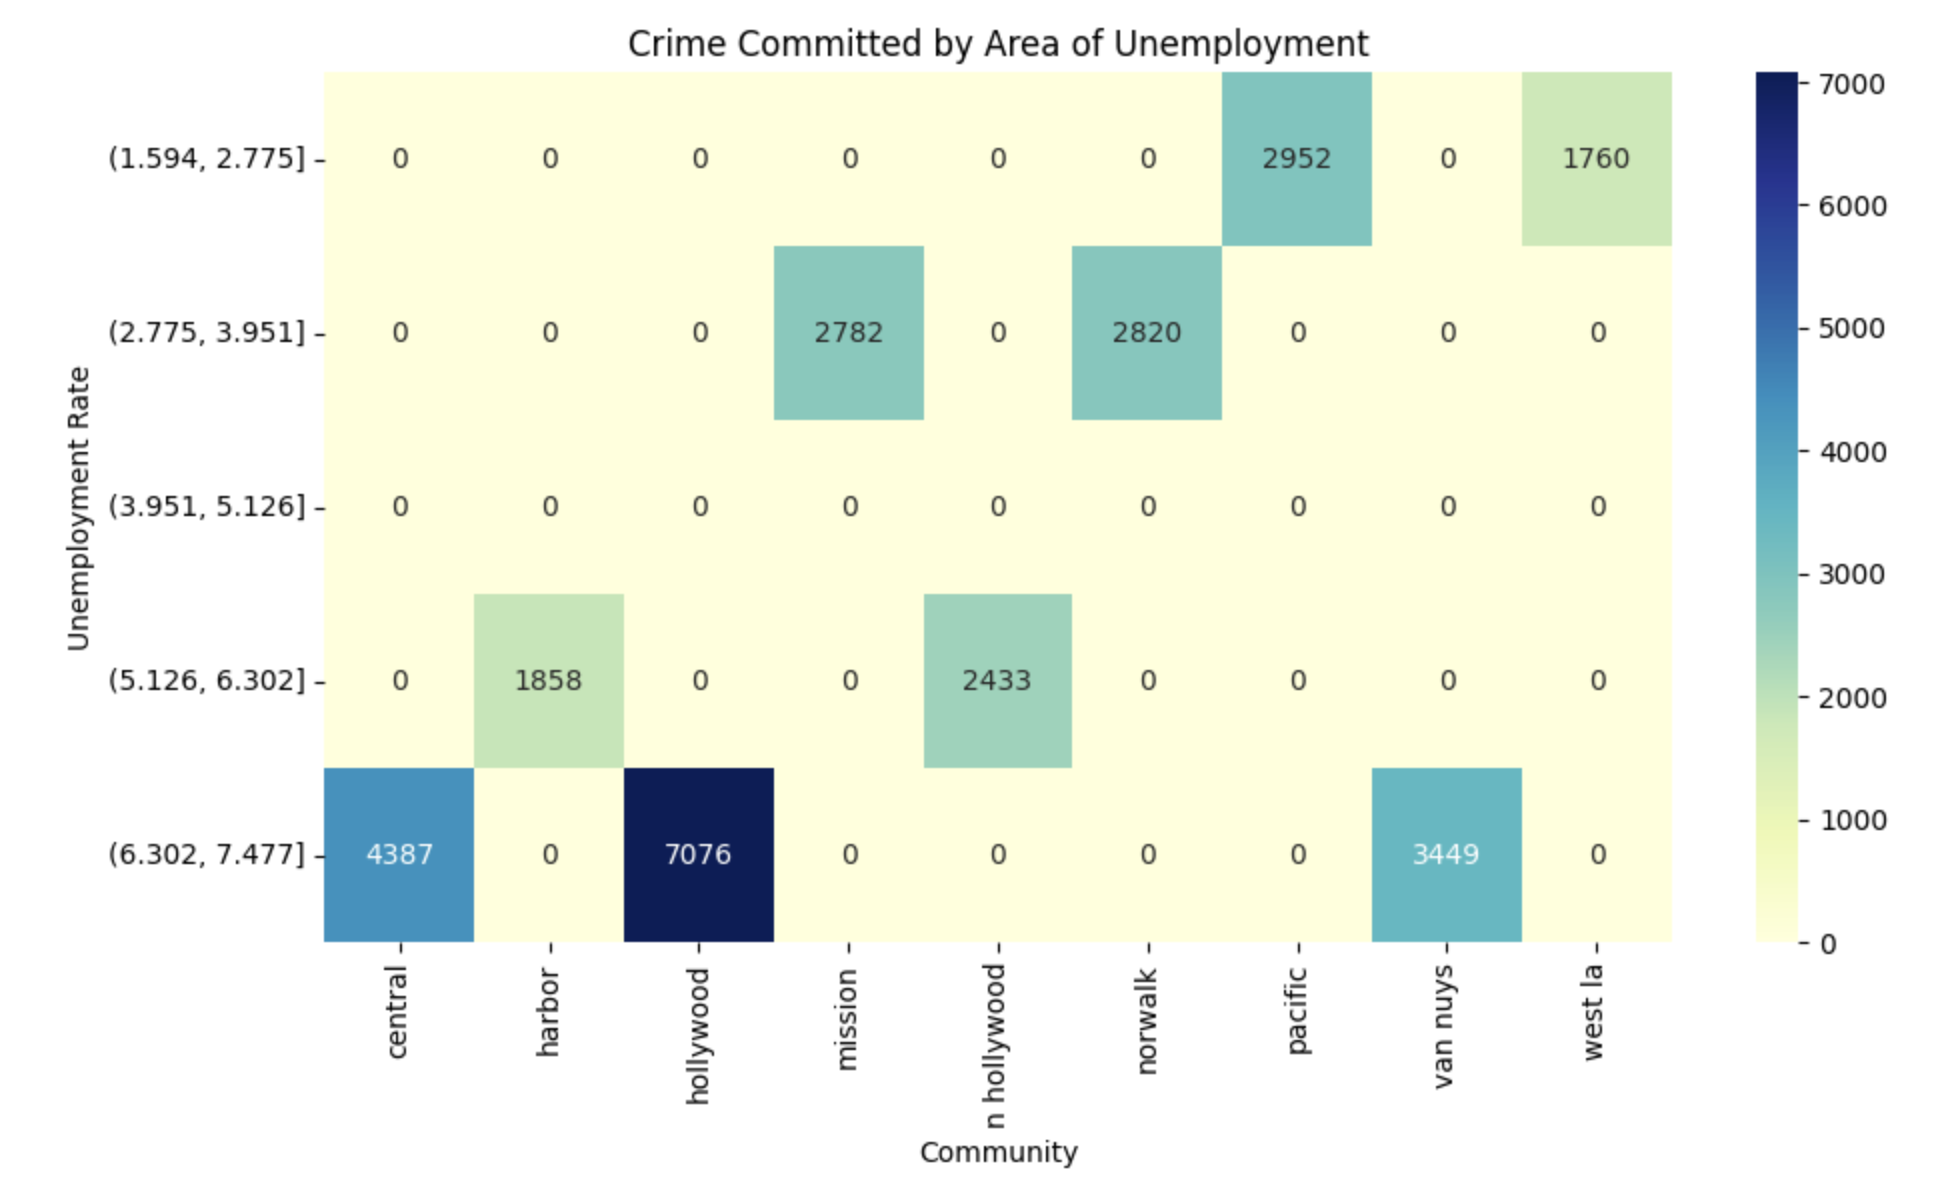 Crime Committed by Area of Unemployment
Unemployment Rate
(1.594, 2.775] 0 0 0 0 0 0 2952 0 1760
(2.775, 3.951] 0 0 0 2782 0 2820 0 0 0
(3.951, 5.126] 0 0 0 0 0 0 0 0 0
(5.126, 6.302] 0 1858 0 0 2433 0 0 0 0
(6.302, 7.477] 4387 0 7076 0 0 0 0 3449 0
central harbor hollywood mission n hollywood norwalk pacific van nuys west la
Community
7000
6000
5000
4000
3000
2000
1000
0